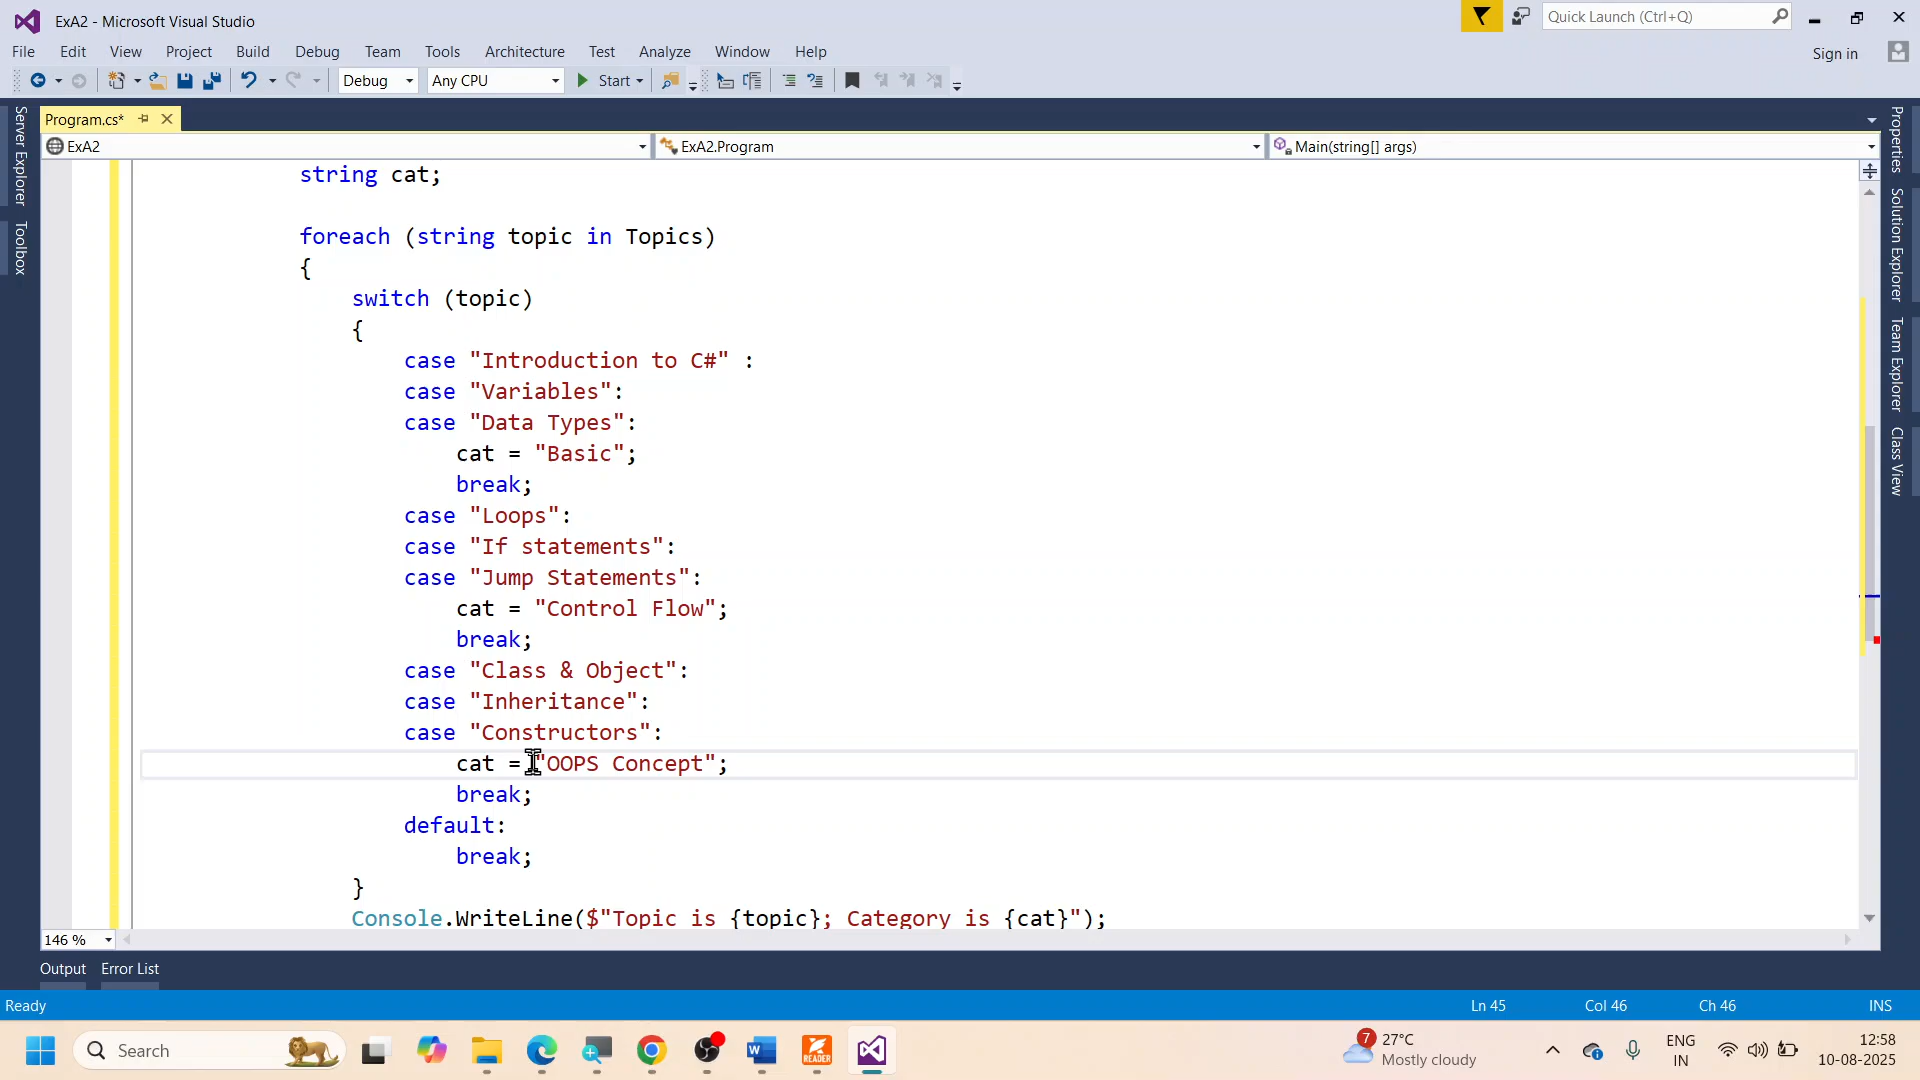 ExA2 - Microsoft Visual Studio
Quick Launch (Ctrl+Q)
File Edit View Project Build Debug Team Tools Architecture Test Analyze Window Help
Sign in
Debug Any CPU Start
Server Explorer
Toolbox
Program.cs*
ExA2
ExA2.Program
Main(string[] args)
string cat;
foreach (string topic in Topics)
{
switch (topic)
{
case "Introduction to C#" :
case "Variables":
case "Data Types":
cat = "Basic";
break;
case "Loops":
case "If statements":
case "Jump Statements":
cat = "Control Flow";
break;
case "Class & Object":
case "Inheritance":
case "Constructors":
cat = "OOPS Concept";
break;
default:
break;
}
Console.WriteLine($"Topic is {topic}; Category is {cat}");
Properties
Solution Explorer
Team Explorer
Class View
146 %
Output Error List
Ready
Ln 45 Col 46 Ch 46 INS
Search
READER
7
27°C
Mostly cloudy
ENG
IN
12:58
10-08-2025